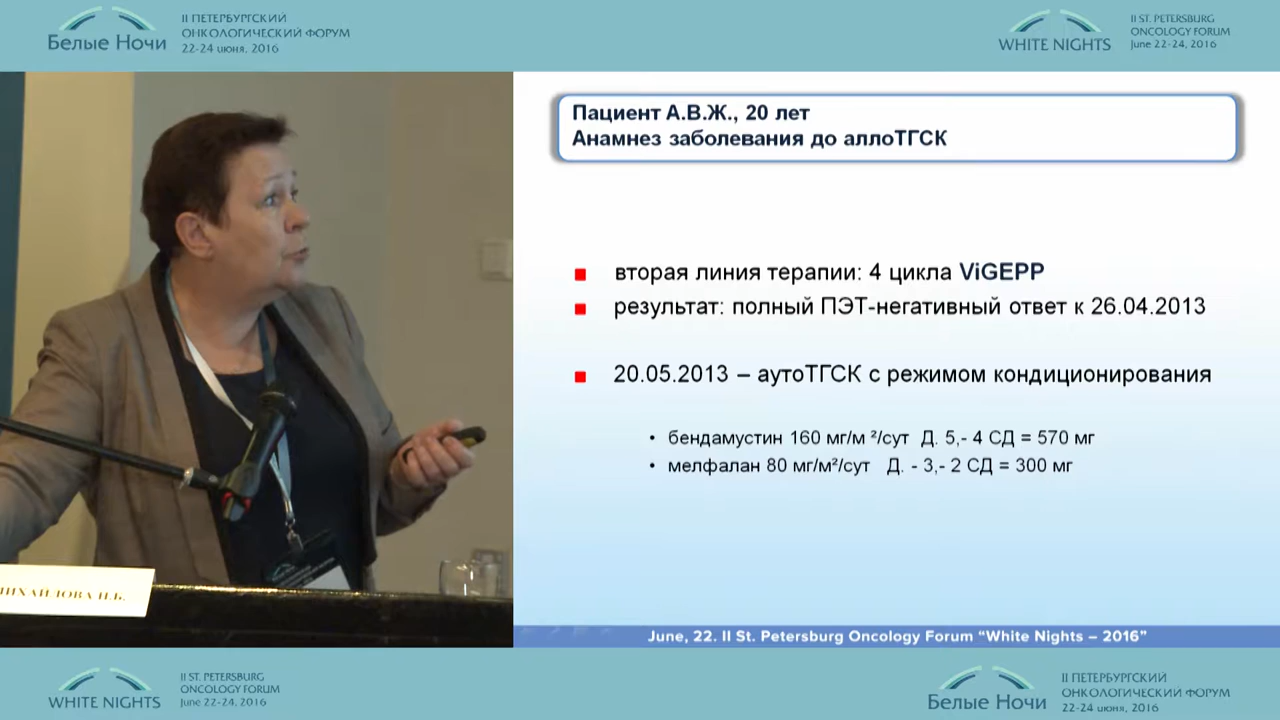 Белые Ночи
II ПЕТЕРБУРГСКИЙ
ОНКОЛОГИЧЕСКИЙ ФОРУМ
22-24 июня, 2016
WHITE NIGHTS
II ST. PETERSBURG
ONCOLOGY FORUM
June 22-24, 2016
Пациент А.В.Ж., 20 лет
Анамнез заболевания до аллоТГСК
вторая линия терапии: 4 цикла ViGEPP
результат: полный ПЭТ-негативный ответ к 26.04.2013
20.05.2013 – аутоТГСК с режимом кондиционирования
• бендамустин 160 мг/м ²/сут Д. 5,- 4 СД = 570 мг
• мелфалан 80 мг/м²/сут Д. - 3,- 2 СД = 300 мг
МИХАЙЛОВА Н.Б.
June, 22. II St. Petersburg Oncology Forum “White Nights – 2016”
WHITE NIGHTS
II ST. PETERSBURG
ONCOLOGY FORUM
June 22-24, 2016
Белые Ночи
II ПЕТЕРБУРГСКИЙ
ОНКОЛОГИЧЕСКИЙ ФОРУМ
22-24 июня, 2016